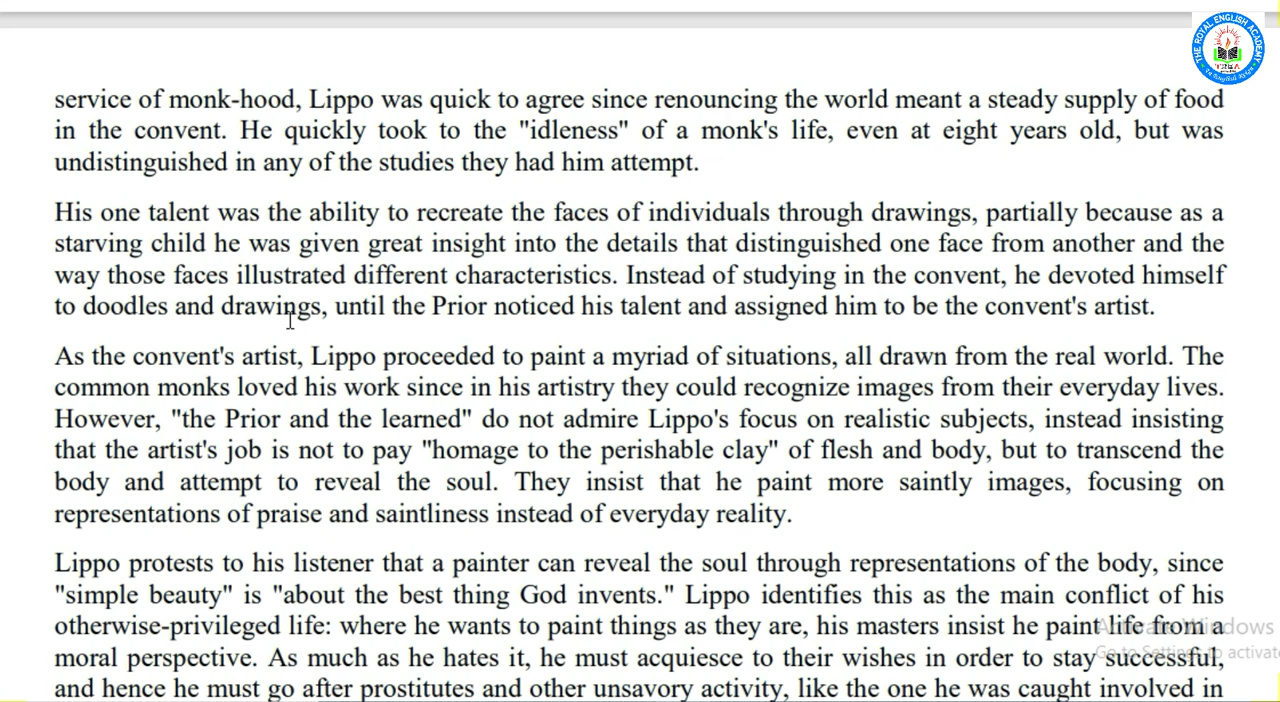 THE ROYAL ENGLISH ACADEMY
TREA
service of monk-hood, Lippo was quick to agree since renouncing the world meant a steady supply of food
in the convent. He quickly took to the "idleness" of a monk's life, even at eight years old, but was
undistinguished in any of the studies they had him attempt.
His one talent was the ability to recreate the faces of individuals through drawings, partially because as a
starving child he was given great insight into the details that distinguished one face from another and the
way those faces illustrated different characteristics. Instead of studying in the convent, he devoted himself
to doodles and drawings, until the Prior noticed his talent and assigned him to be the convent's artist.
As the convent's artist, Lippo proceeded to paint a myriad of situations, all drawn from the real world. The
common monks loved his work since in his artistry they could recognize images from their everyday lives.
However, "the Prior and the learned" do not admire Lippo's focus on realistic subjects, instead insisting
that the artist's job is not to pay "homage to the perishable clay" of flesh and body, but to transcend the
body and attempt to reveal the soul. They insist that he paint more saintly images, focusing on
representations of praise and saintliness instead of everyday reality.
Lippo protests to his listener that a painter can reveal the soul through representations of the body, since
"simple beauty" is "about the best thing God invents." Lippo identifies this as the main conflict of his
otherwise-privileged life: where he wants to paint things as they are, his masters insist he paint life from a
moral perspective. As much as he hates it, he must acquiesce to their wishes in order to stay successful,
and hence he must go after prostitutes and other unsavory activity, like the one he was caught involved in
Activate Windows
Go to Settings to activat